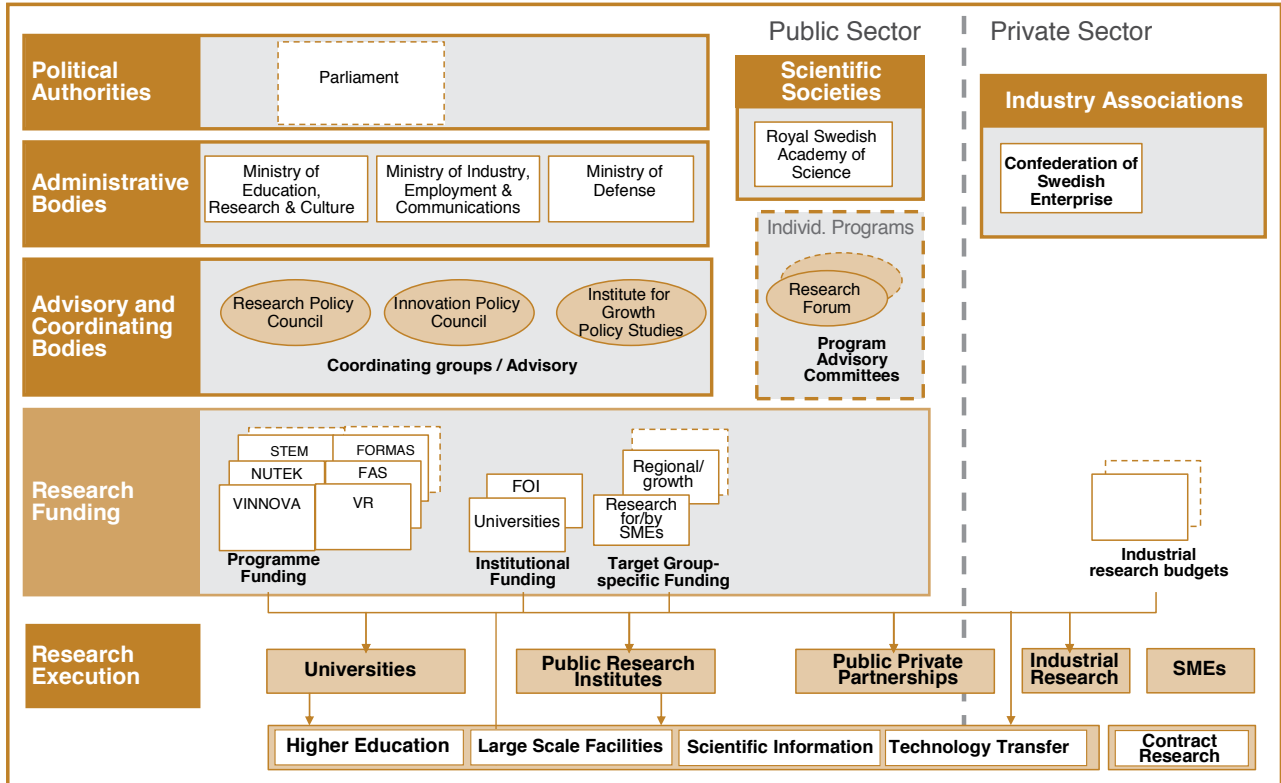 Public Sector
Private Sector
Political
Authorities
Parliament
Scientific
Societies
Royal Swedish
Academy of
Science
Industry Associations
Confederation of
Swedish
Enterprise
Administrative
Bodies
Ministry of
Education,
Research & Culture
Ministry of Industry,
Employment &
Communications
Ministry of
Defense
Individ. Programs
Research
Forum
Program
Advisory
Committees
Advisory and
Coordinating
Bodies
Research Policy
Council
Innovation Policy
Council
Institute for
Growth
Policy Studies
Coordinating groups / Advisory
Research
Funding
STEM
FORMAS
NUTEK
FAS
VINNOVA
VR
Programme
Funding
FOI
Universities
Institutional
Funding
Regional/
growth
Research
for/by
SMEs
Target Group-
specific Funding
Industrial
research budgets
Research
Execution
Universities
Public Research
Institutes
Public Private
Partnerships
Industrial
Research
SMEs
Higher Education
Large Scale Facilities
Scientific Information
Technology Transfer
Contract
Research